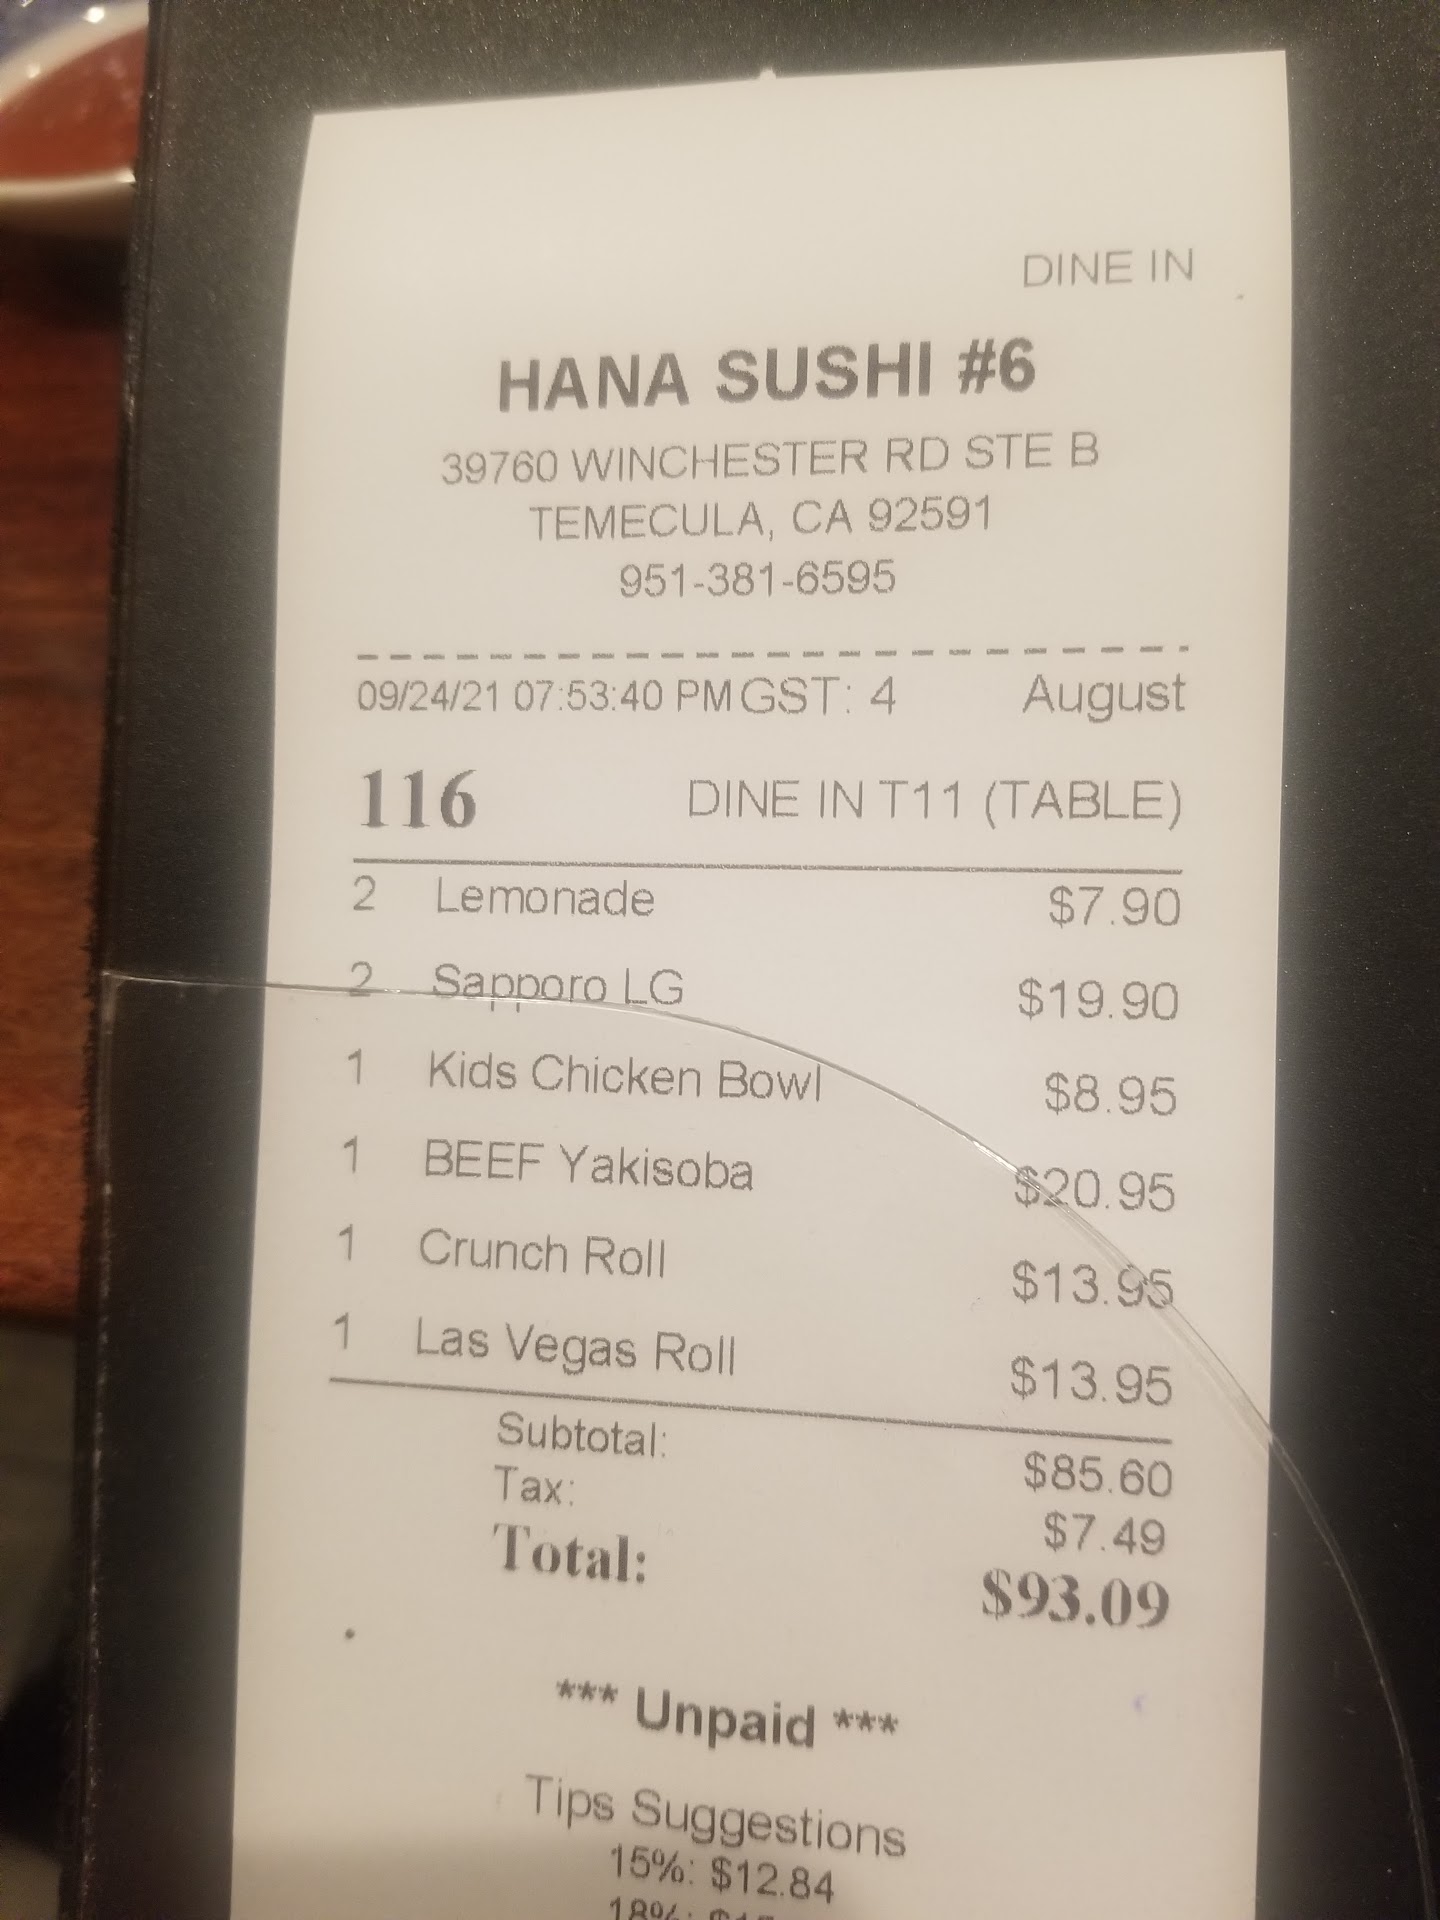 DINE IN
HANA SUSHI #6
39760 WINCHESTER RD STE B
TEMECULA, CA 92591
951-381-6595
09/24/21 07:53:40 PM GST: 4 August
116 DINE IN T11 (TABLE)
2 Lemonade $7.90
2 Sapporo LG $19.90
1 Kids Chicken Bowl $8.95
1 BEEF Yakisoba $20.95
1 Crunch Roll $13.95
1 Las Vegas Roll $13.95
Subtotal: $85.60
Tax: $7.49
Total: $93.09
*** Unpaid ***
Tips Suggestions
15%: $12.84
18%: